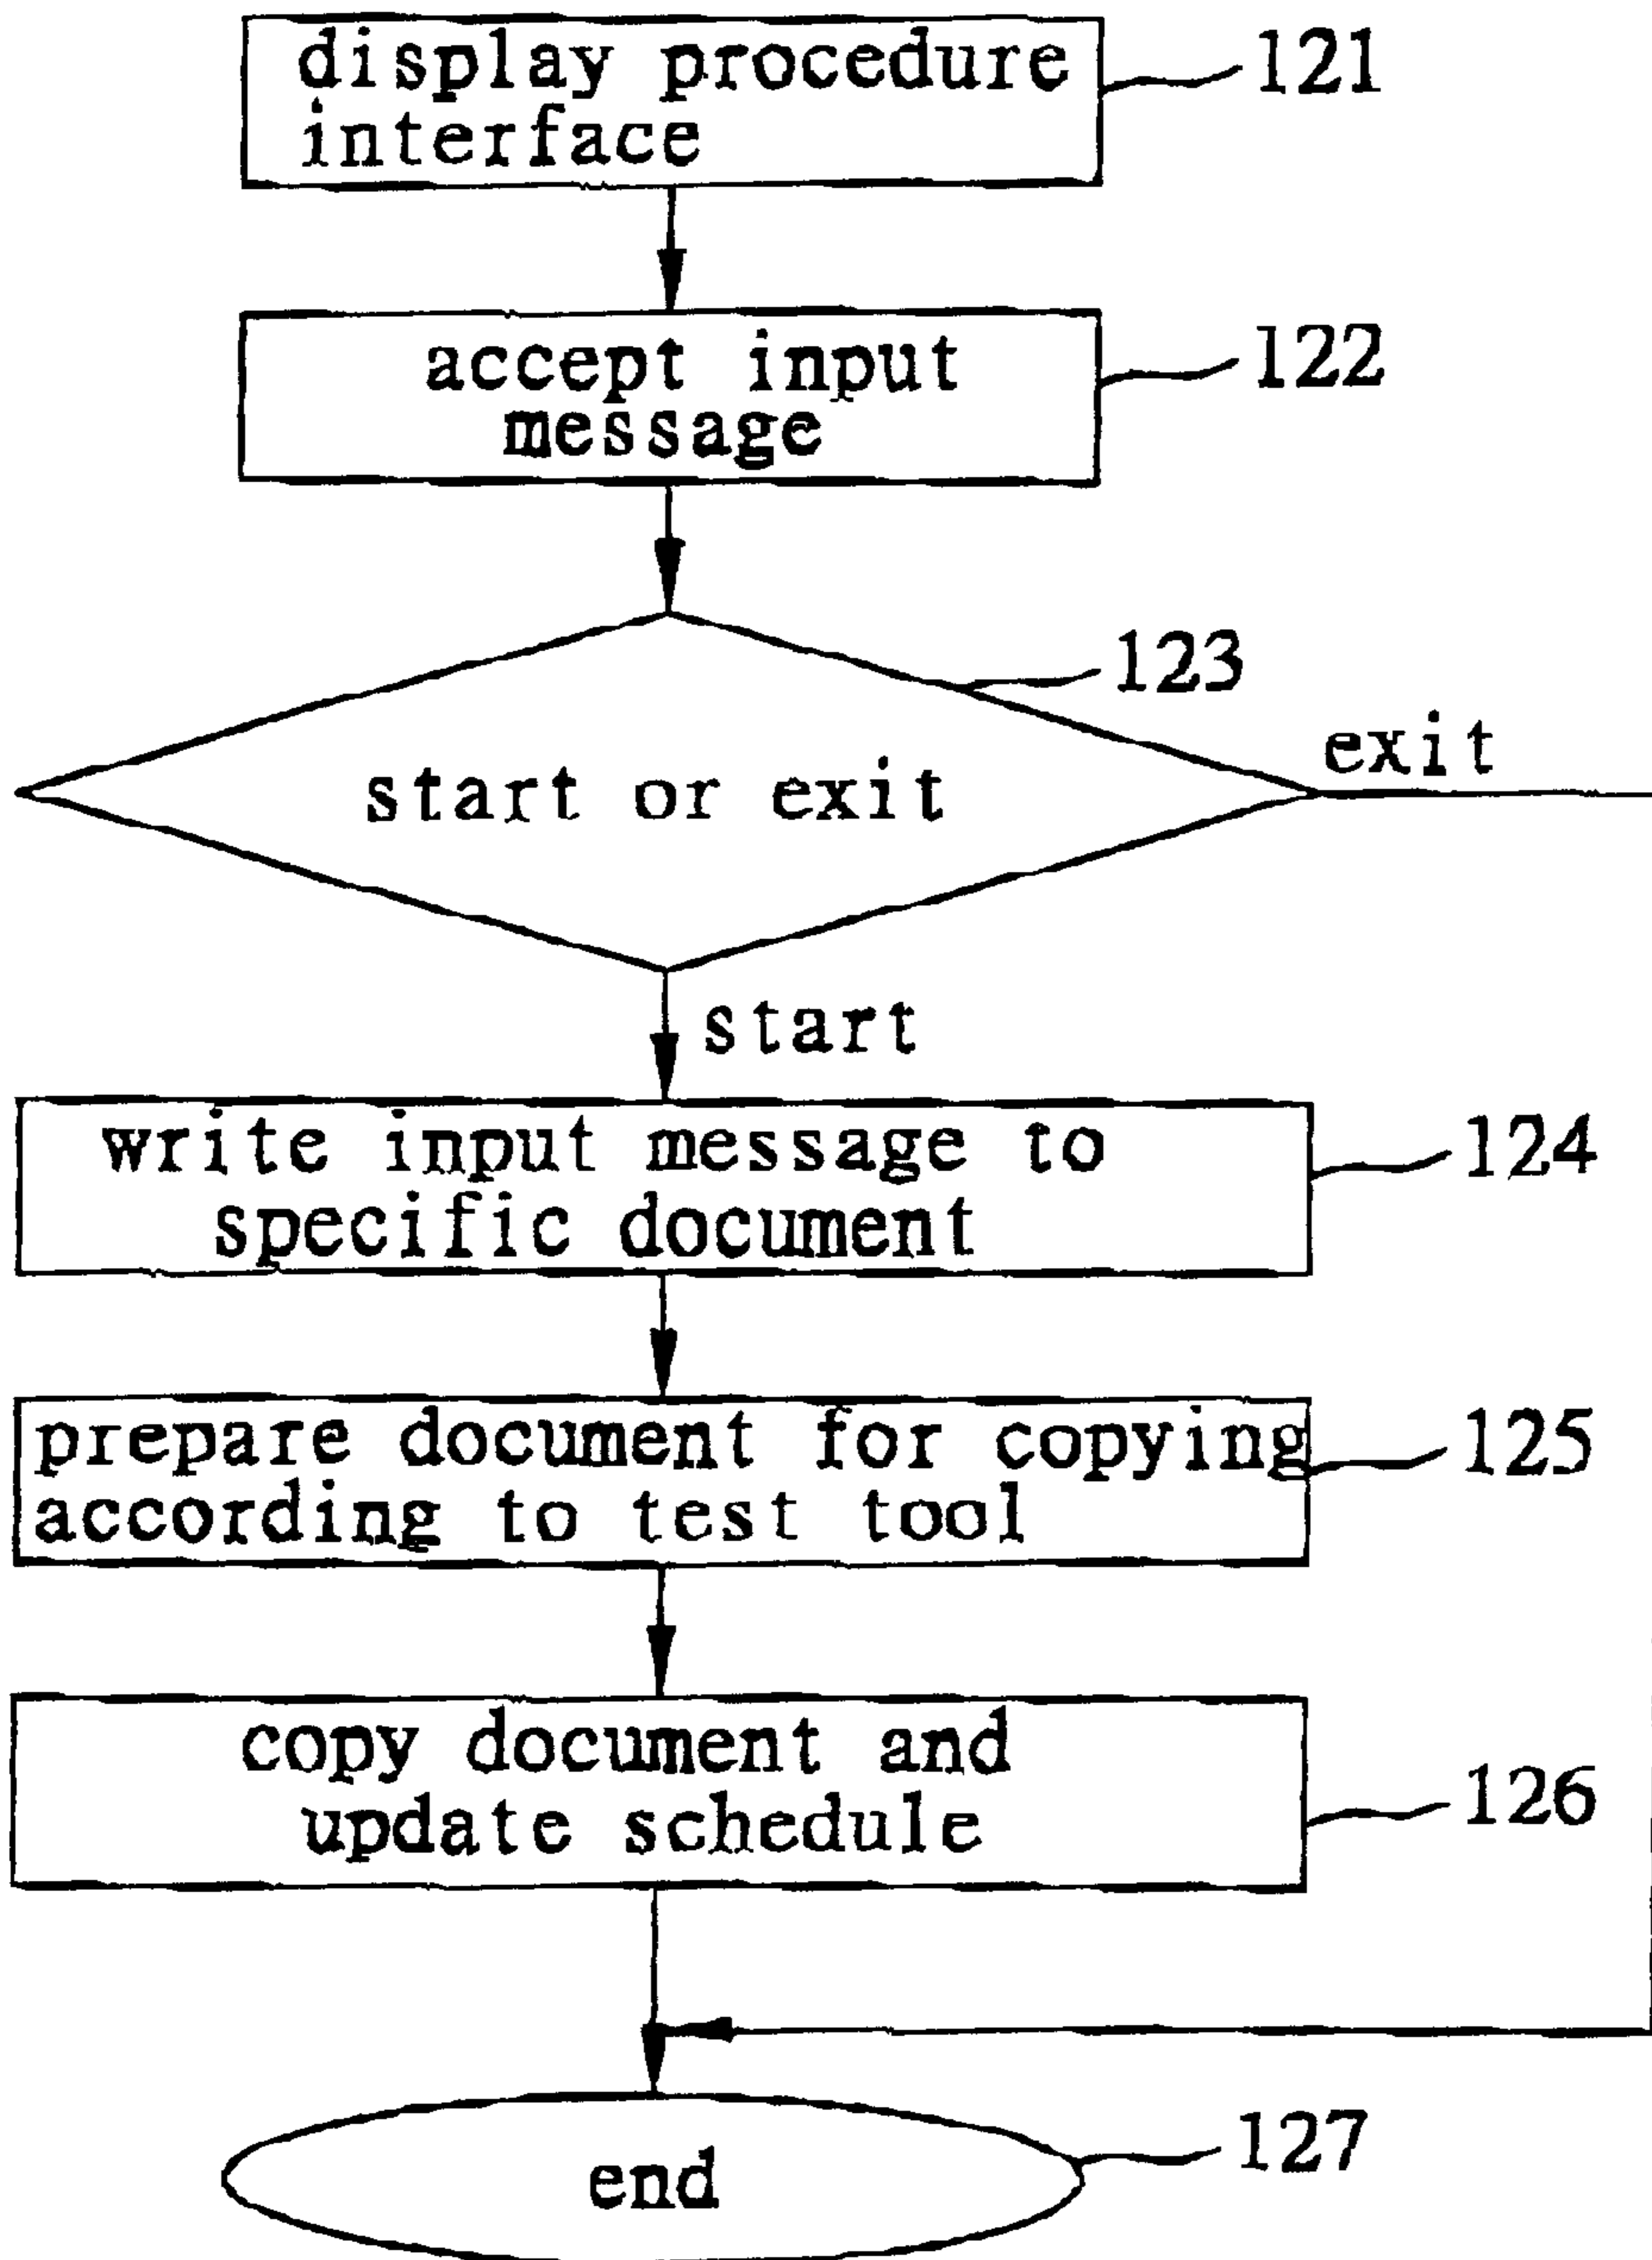 display procedure
interface
121
accept input
message
122
123
start or exit
exit
start
write input message to
specific document
124
prepare document for copying
according to test tool
125
copy document and
update schedule
126
end
127